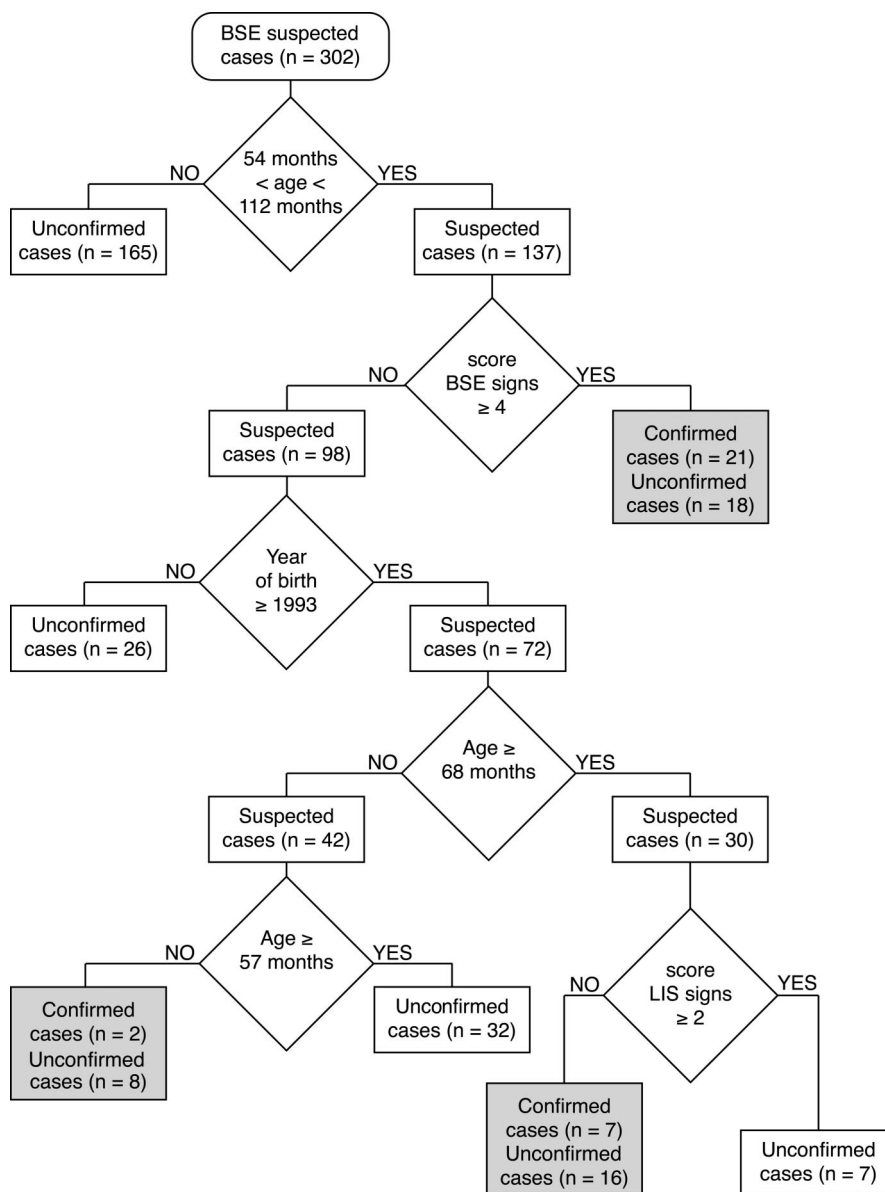 BSE suspected
cases (n = 302)
54 months
< age <
112 months
NO
YES
Unconfirmed
cases (n = 165)
Suspected
cases (n = 137)
score
BSE signs
≥ 4
NO
YES
Suspected
cases (n = 98)
Confirmed
cases (n = 21)
Unconfirmed
cases (n = 18)
Year
of birth
≥ 1993
NO
YES
Unconfirmed
cases (n = 26)
Suspected
cases (n = 72)
Age ≥
68 months
NO
YES
Suspected
cases (n = 42)
Suspected
cases (n = 30)
Age ≥
57 months
NO
YES
Confirmed
cases (n = 2)
Unconfirmed
cases (n = 8)
Unconfirmed
cases (n = 32)
score
LIS signs
≥ 2
NO
YES
Confirmed
cases (n = 7)
Unconfirmed
cases (n = 16)
Unconfirmed
cases (n = 7)